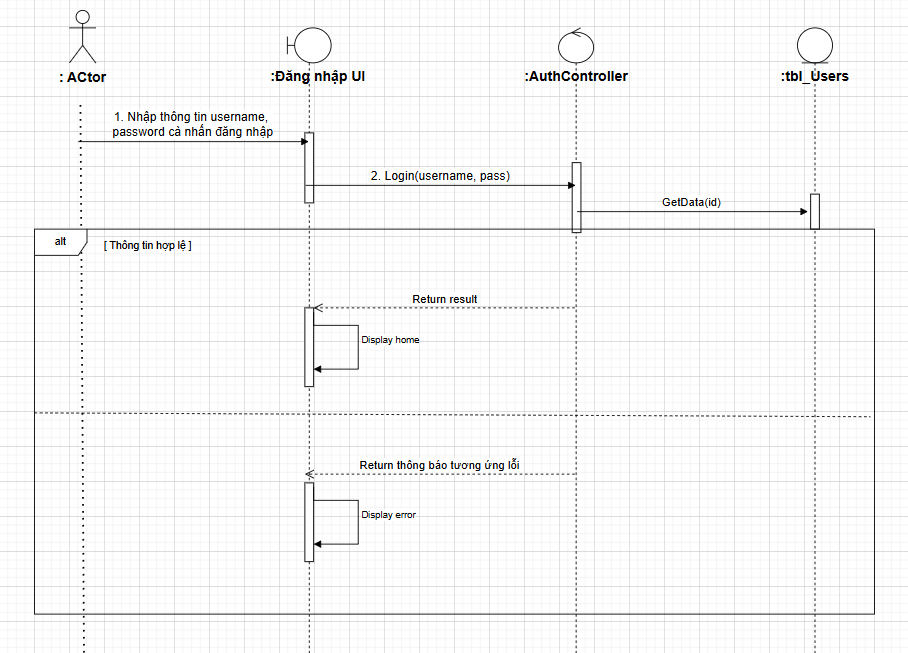 : ACtor
:Đăng nhập UI
:AuthController
:tbl_Users
1. Nhập thông tin username,
password cả nhấn đăng nhập
2. Login(username, pass)
GetData(id)
alt
[ Thông tin hợp lệ ]
Return result
Display home
Return thông báo tương ứng lỗi
Display error